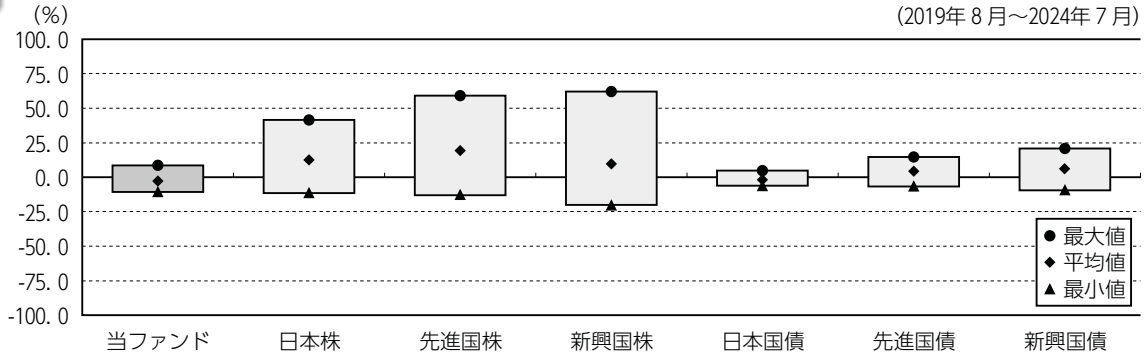 (%)
(2019年8月～2024年7月)
100.0
75.0
50.0
25.0
0.0
-25.0
-50.0
-75.0
-100.0
最大値
平均値
最小値
当ファンド 日本株 先進国株 新興国株 日本国債 先進国債 新興国債